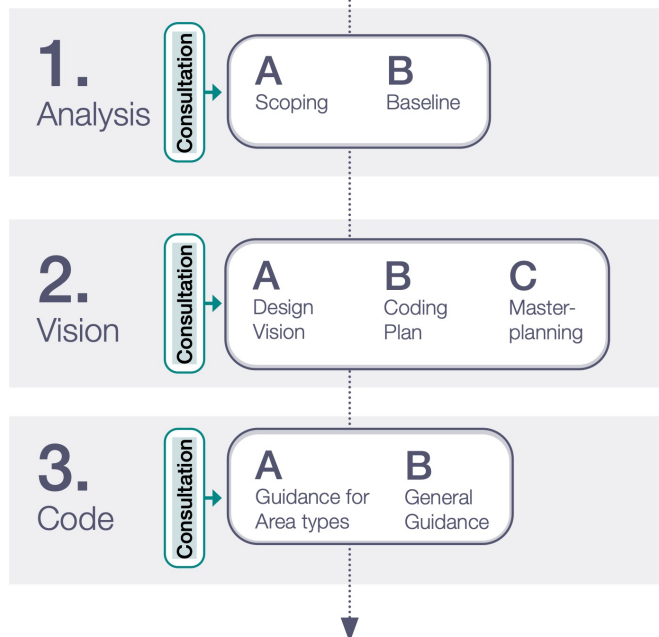 1.
Analysis
Consultation
A
Scoping
B
Baseline
2.
Vision
Consultation
A
Design
Vision
B
Coding
Plan
C
Master-
planning
3.
Code
Consultation
A
Guidance for
Area types
B
General
Guidance